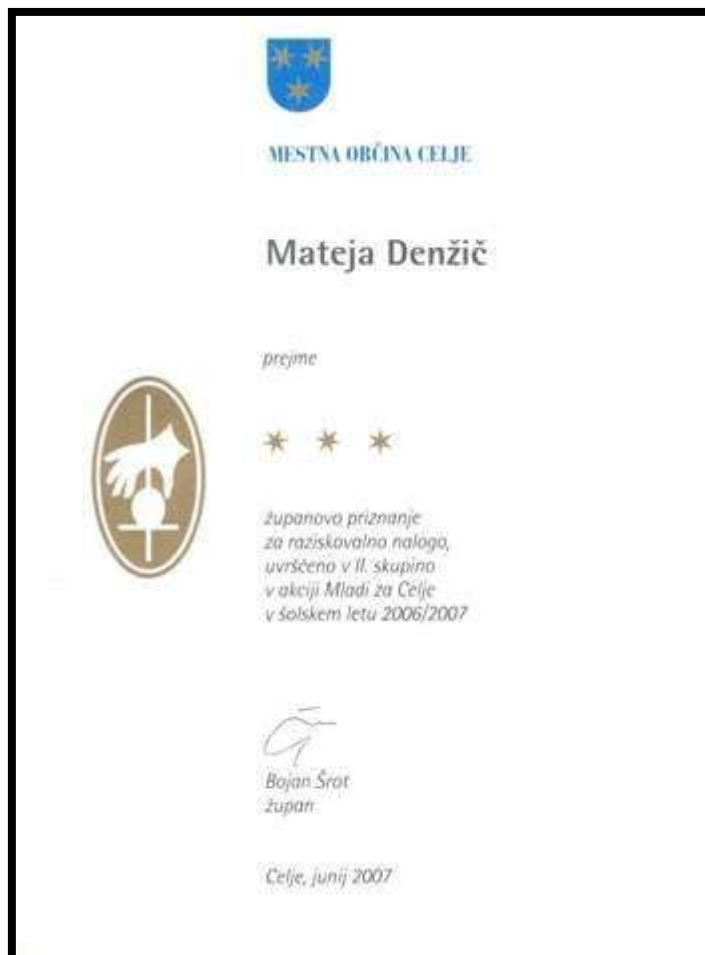 MESTNA OBČINA CELJE
Mateja Denžič
prejme
županovo priznanje
za raziskovalno nalogo,
uvrščeno v II. skupino
v akciji Mladi za Celje
v šolskem letu 2006/2007
Bojan Šrot
župan
Celje, junij 2007